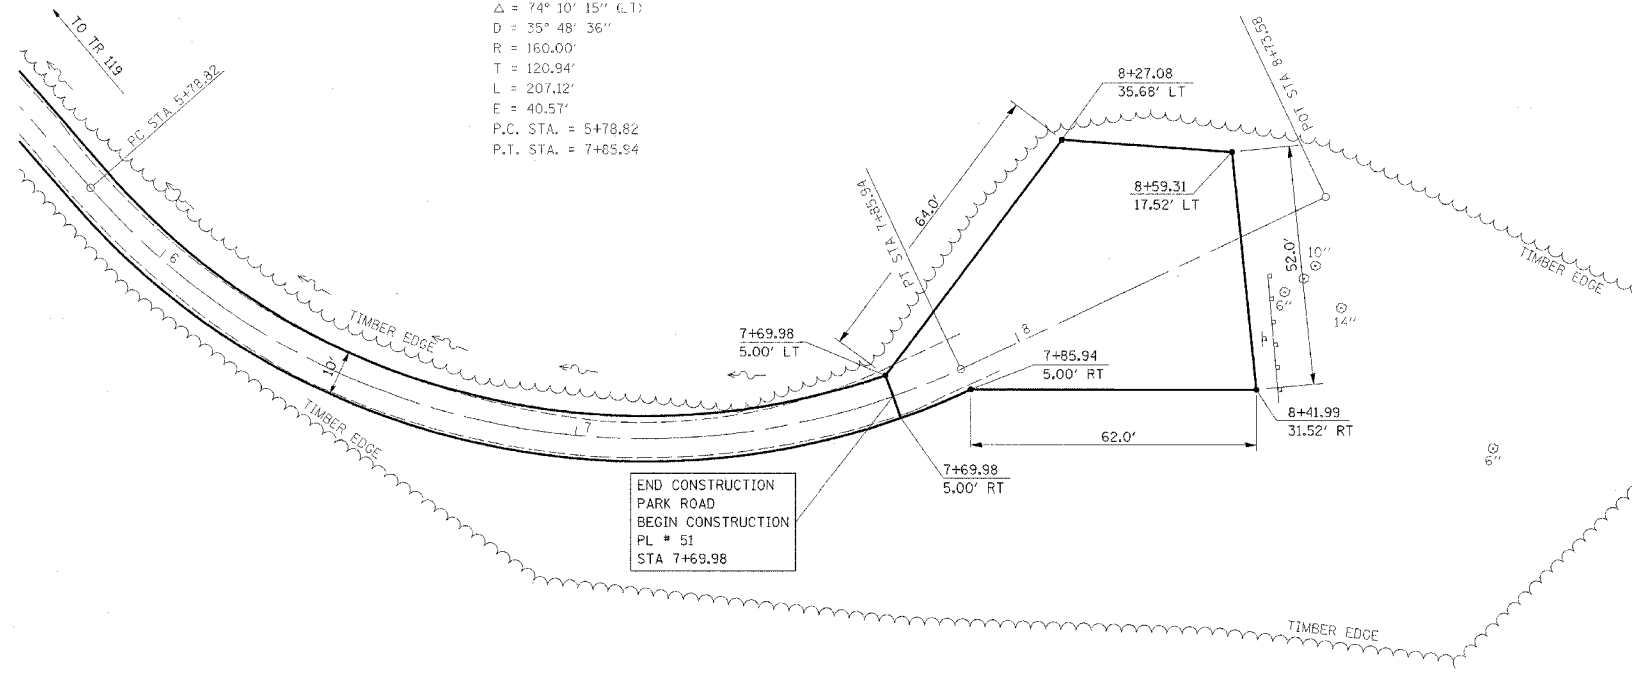 Δ = 74° 10' 15" (LT)
D = 35° 48' 36"
R = 160.00'
T = 120.94'
L = 207.12'
E = 40.57'
P.C. STA. = 5+78.82
P.T. STA. = 7+85.94
TO TR 119
PC STA 5+78.82
POT STA 8+73.58
8+27.08
35.68' LT
8+59.31
17.52' LT
64.0'
PT STA 7+85.94
52.0'
10"
6"
14"
TIMBER EDGE
6
TIMBER EDGE
10'
TIMBER EDGE
7
8
7+69.98
5.00' LT
7+85.94
5.00' RT
8+41.99
31.52' RT
62.0'
7+69.98
5.00' RT
6"
END CONSTRUCTION
PARK ROAD
BEGIN CONSTRUCTION
PL # 51
STA 7+69.98
TIMBER EDGE